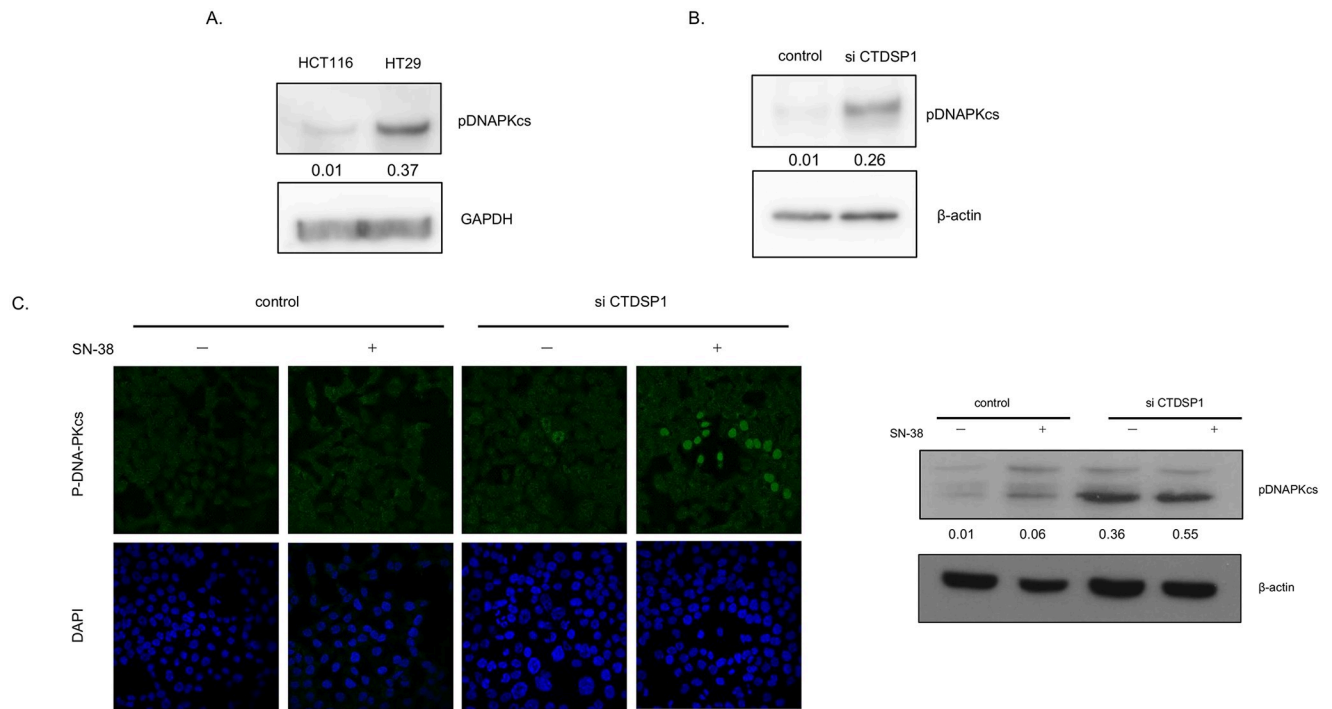 A.
HCT116 HT29
pDNAPKcs
0.01 0.37
GAPDH
B.
control si CTDSP1
pDNAPKcs
0.01 0.26
β-actin
C.
control si CTDSP1
SN-38 — + — +
P-DNA-PKcs
DAPI
control si CTDSP1
SN-38 — + — +
pDNAPKcs
0.01 0.06 0.36 0.55
β-actin